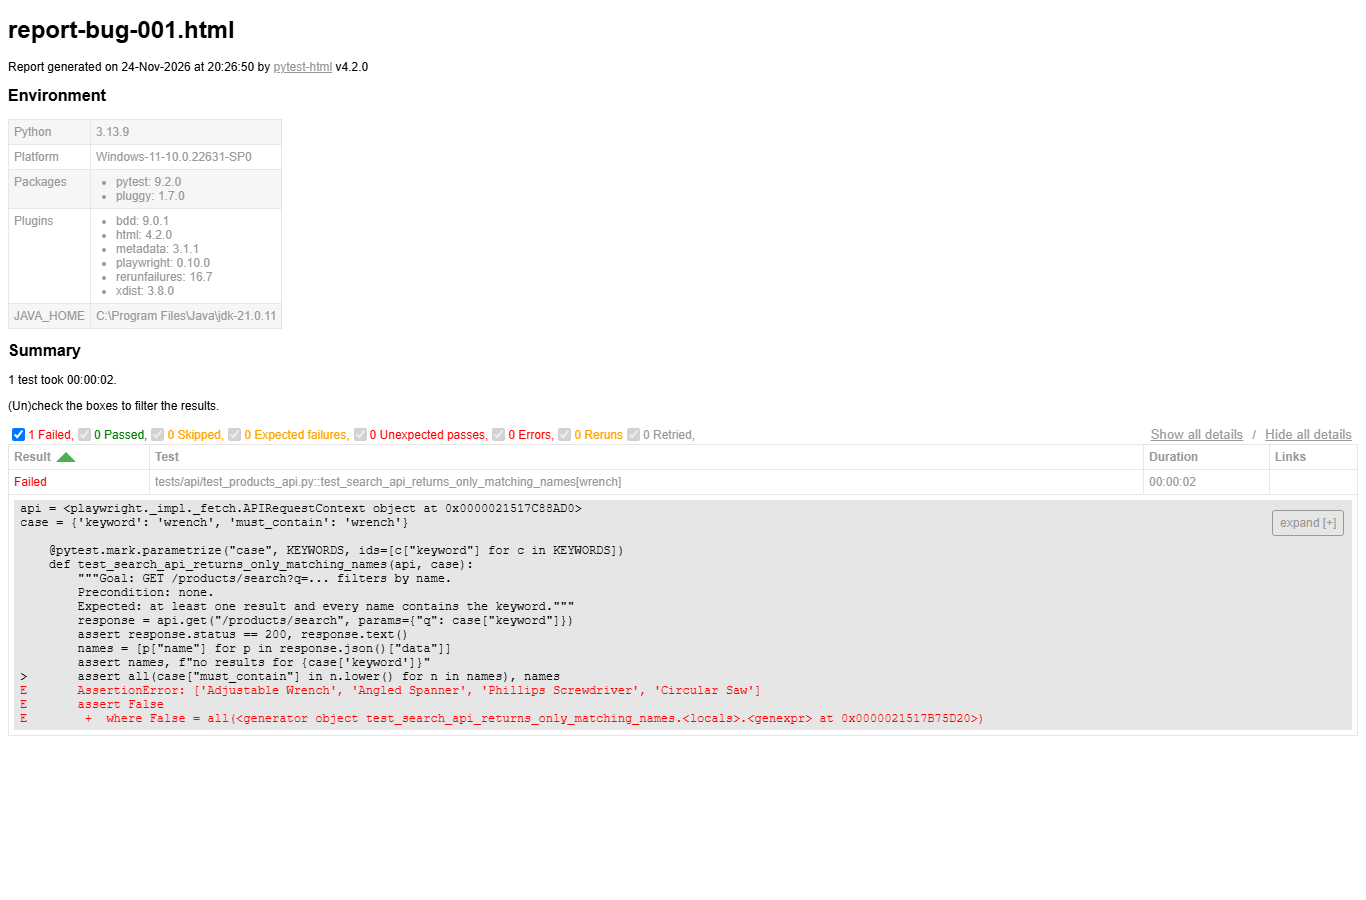 report-bug-001.html
Report generated on 24-Nov-2026 at 20:26:50 by pytest-html v4.2.0
Environment
Python 3.13.9
Platform Windows-11-10.0.22631-SP0
Packages
pytest: 9.2.0
pluggy: 1.7.0
Plugins
bdd: 9.0.1
html: 4.2.0
metadata: 3.1.1
playwright: 0.10.0
rerunfailures: 16.7
xdist: 3.8.0
JAVA_HOME C:\Program Files\Java\jdk-21.0.11
Summary
1 test took 00:00:02.
(Un)check the boxes to filter the results.
1 Failed, 0 Passed, 0 Skipped, 0 Expected failures, 0 Unexpected passes, 0 Errors, 0 Reruns 0 Retried, Show all details / Hide all details
Result Test Duration Links
Failed tests/api/test_products_api.py::test_search_api_returns_only_matching_names[wrench] 00:00:02
api = <playwright._impl._fetch.APIRequestContext object at 0x0000021517C88AD0>
case = {'keyword': 'wrench', 'must_contain': 'wrench'}
expand [+]
@pytest.mark.parametrize("case", KEYWORDS, ids=[c["keyword"] for c in KEYWORDS])
def test_search_api_returns_only_matching_names(api, case):
"""Goal: GET /products/search?q=... filters by name.
Precondition: none.
Expected: at least one result and every name contains the keyword."""
response = api.get("/products/search", params={"q": case["keyword"]})
assert response.status == 200, response.text()
names = [p["name"] for p in response.json()["data"]]
assert names, f"no results for {case['keyword']}"
> assert all(case["must_contain"] in n.lower() for n in names), names
E AssertionError: ['Adjustable Wrench', 'Angled Spanner', 'Phillips Screwdriver', 'Circular Saw']
E assert False
E + where False = all(<generator object test_search_api_returns_only_matching_names.<locals>.<genexpr> at 0x0000021517B75D20>)